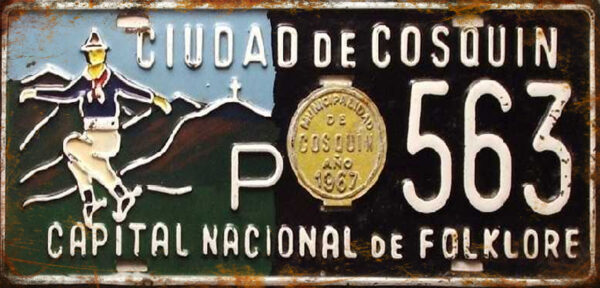 CIUDAD DE COSQUIN
MUNICIPALIDAD
DE
COSQUIN
AÑO
1967
P 563
CAPITAL NACIONAL DE FOLKLORE